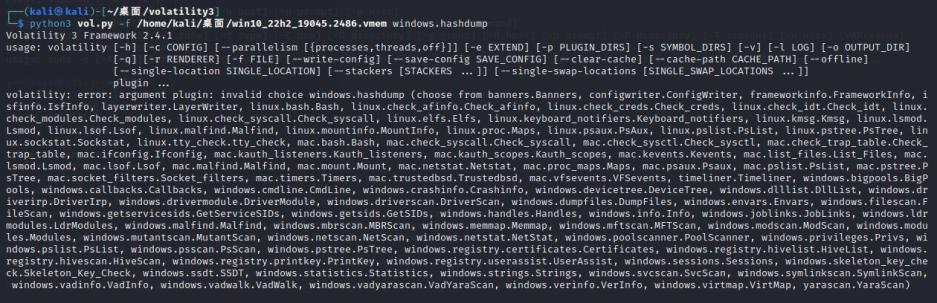 ┌──(kali㉿kali)-[~/桌面/volatility3]
└─$ python3 vol.py -f /home/kali/桌面/win10_22h2_19045.2486.vmem windows.hashdump
Volatility 3 Framework 2.4.1
usage: volatility [-h] [-c CONFIG] [--parallelism [{processes,threads,off}]] [-e EXTEND] [-p PLUGIN_DIRS] [-s SYMBOL_DIRS] [-v] [-l LOG] [-o OUTPUT_DIR]
[-q] [-r RENDERER] [-f FILE] [--write-config] [--save-config SAVE_CONFIG] [--clear-cache] [--cache-path CACHE_PATH] [--offline]
[--single-location SINGLE_LOCATION] [--stackers [STACKERS ...]] [--single-swap-locations [SINGLE_SWAP_LOCATIONS ...]]
plugin ...
volatility: error: argument plugin: invalid choice windows.hashdump (choose from banners.Banners, configwriter.ConfigWriter, frameworkinfo.FrameworkInfo, i
sfinfo.IsfInfo, layerwriter.LayerWriter, linux.bash.Bash, linux.check_afinfo.Check_afinfo, linux.check_creds.Check_creds, linux.check_idt.Check_idt, linux.
check_modules.Check_modules, linux.check_syscall.Check_syscall, linux.elfs.Elfs, linux.keyboard_notifiers.Keyboard_notifiers, linux.kmsg.Kmsg, linux.lsmod.
Lsmod, linux.lsof.Lsof, linux.malfind.Malfind, linux.mountinfo.MountInfo, linux.proc.Maps, linux.psaux.PsAux, linux.pslist.PsList, linux.pstree.PsTree, lin
ux.sockstat.Sockstat, linux.tty_check.tty_check, mac.bash.Bash, mac.check_syscall.Check_syscall, mac.check_sysctl.Check_sysctl, mac.check_trap_table.Check_
trap_table, mac.ifconfig.Ifconfig, mac.kauth_listeners.Kauth_listeners, mac.kauth_scopes.Kauth_scopes, mac.kevents.Kevents, mac.list_files.List_Files, mac.
lsmod.Lsmod, mac.lsof.Lsof, mac.malfind.Malfind, mac.mount.Mount, mac.netstat.Netstat, mac.proc_maps.Maps, mac.psaux.Psaux, mac.pslist.PsList, mac.pstree.P
sTree, mac.socket_filters.Socket_filters, mac.timers.Timers, mac.trustedbsd.Trustedbsd, mac.vfsevents.VFSevents, timeliner.Timeliner, windows.bigpools.BigP
ools, windows.callbacks.Callbacks, windows.cmdline.CmdLine, windows.crashinfo.Crashinfo, windows.devicetree.DeviceTree, windows.dlllist.DllList, windows.dr
iverirp.DriverIrp, windows.drivermodule.DriverModule, windows.driverscan.DriverScan, windows.dumpfiles.DumpFiles, windows.envars.Envars, windows.filescan.F
ileScan, windows.getservicesids.GetServiceSIDs, windows.getsids.GetSIDs, windows.handles.Handles, windows.info.Info, windows.joblinks.JobLinks, windows.ldr
modules.LdrModules, windows.malfind.Malfind, windows.mbrscan.MBRScan, windows.memmap.Memmap, windows.mftscan.MFTScan, windows.modscan.ModScan, windows.modu
les.Modules, windows.mutantscan.MutantScan, windows.netscan.NetScan, windows.netstat.NetStat, windows.poolscanner.PoolScanner, windows.privileges.Privs, wi
ndows.pslist.PsList, windows.psscan.PsScan, windows.pstree.PsTree, windows.registry.certificates.Certificates, windows.registry.hivelist.HiveList, windows.
registry.hivescan.HiveScan, windows.registry.printkey.PrintKey, windows.registry.userassist.UserAssist, windows.sessions.Sessions, windows.skeleton_key_che
ck.Skeleton_Key_Check, windows.ssdt.SSDT, windows.statistics.Statistics, windows.strings.Strings, windows.svcscan.SvcScan, windows.symlinkscan.SymlinkScan,
windows.vadinfo.VadInfo, windows.vadwalk.VadWalk, windows.vadyarascan.VadYaraScan, windows.verinfo.VerInfo, windows.virtmap.VirtMap, yarascan.YaraScan)